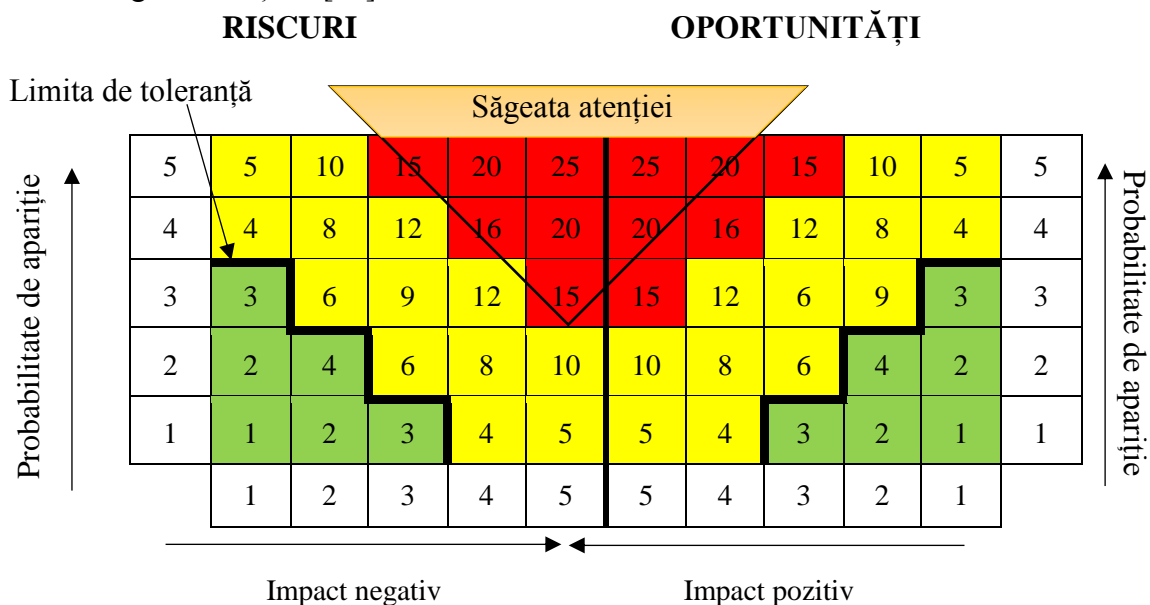 RISCURI OPORTUNITĂȚI
Limita de toleranță
Săgeata atenției
5 5 10 15 20 25 25 20 15 10 5 5
4 4 8 12 16 20 20 16 12 8 4 4
3 3 6 9 12 15 15 12 6 9 3 3
2 2 4 6 8 10 10 8 6 4 2 2
1 1 2 3 4 5 5 4 3 2 1 1
1 2 3 4 5 5 4 3 2 1
Probabilitate de apariție
Probabilitate de apariție
Impact negativ Impact pozitiv